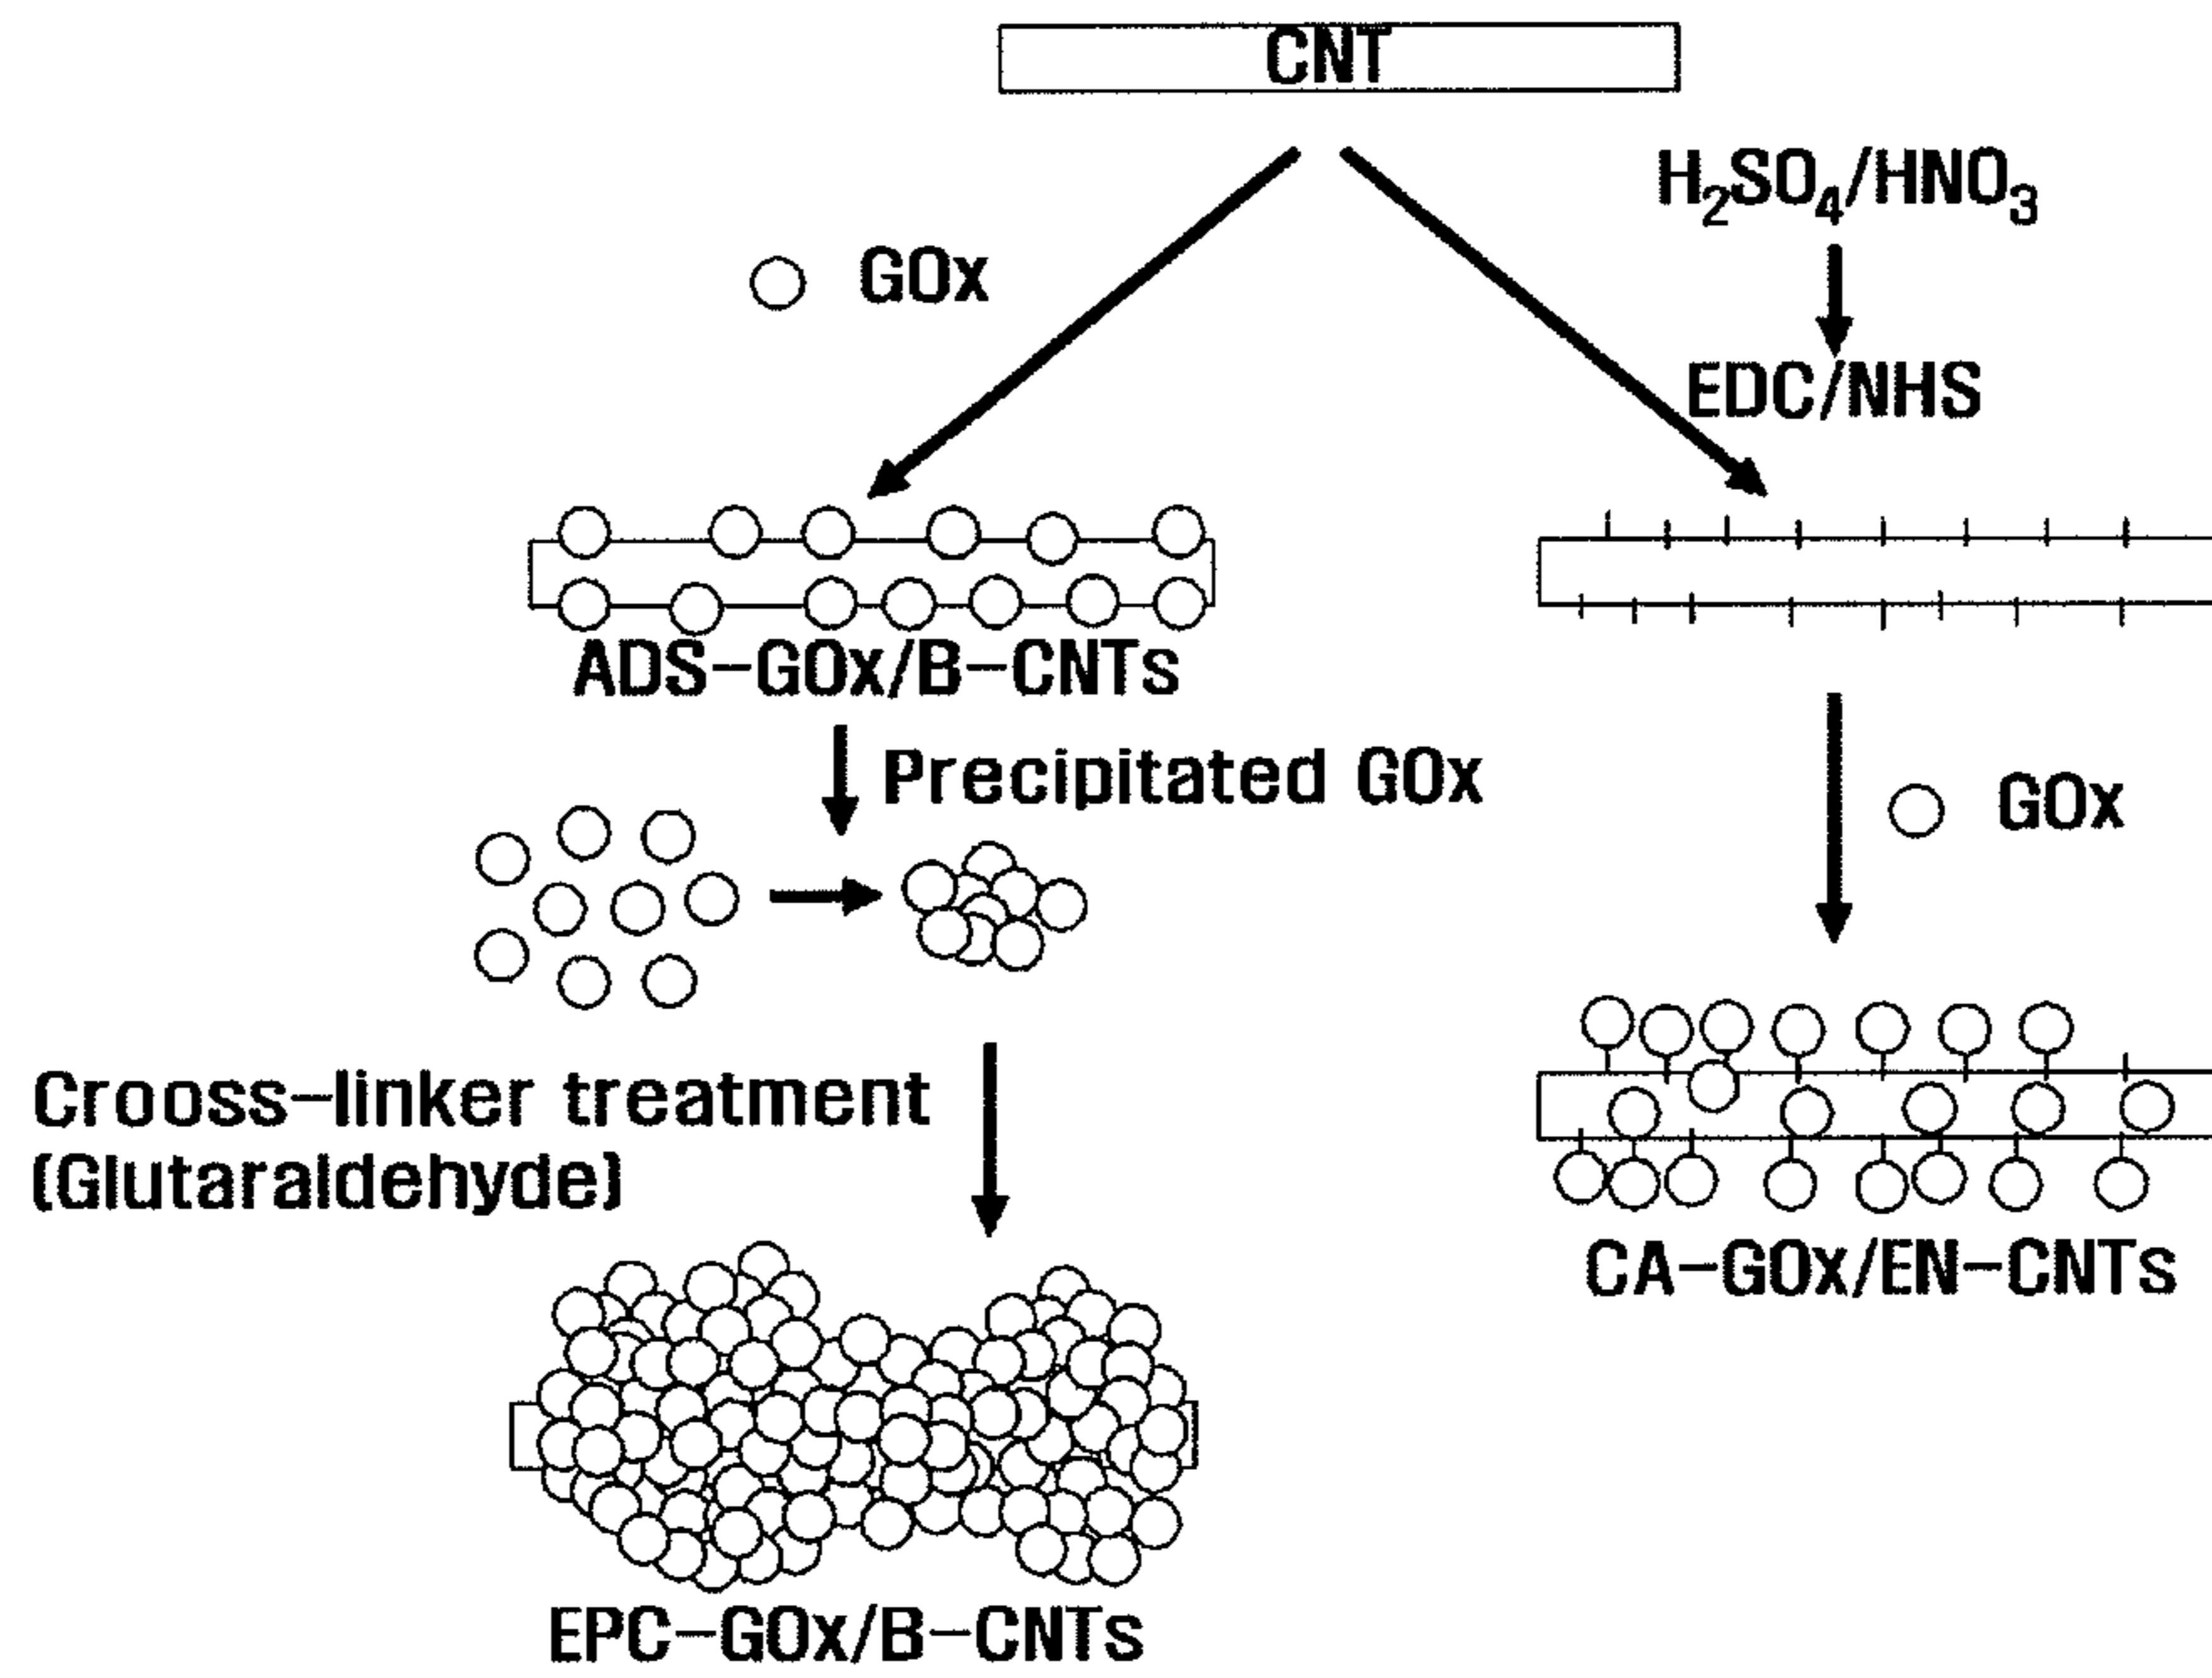 CNT
H₂SO₄/HNO₃
GOx
EDC/NHS
ADS-GOx/B-CNTs
Precipitated GOx
GOx
Crooss-linker treatment
(Glutaraldehyde)
CA-GOx/EN-CNTs
EPC-GOx/B-CNTs